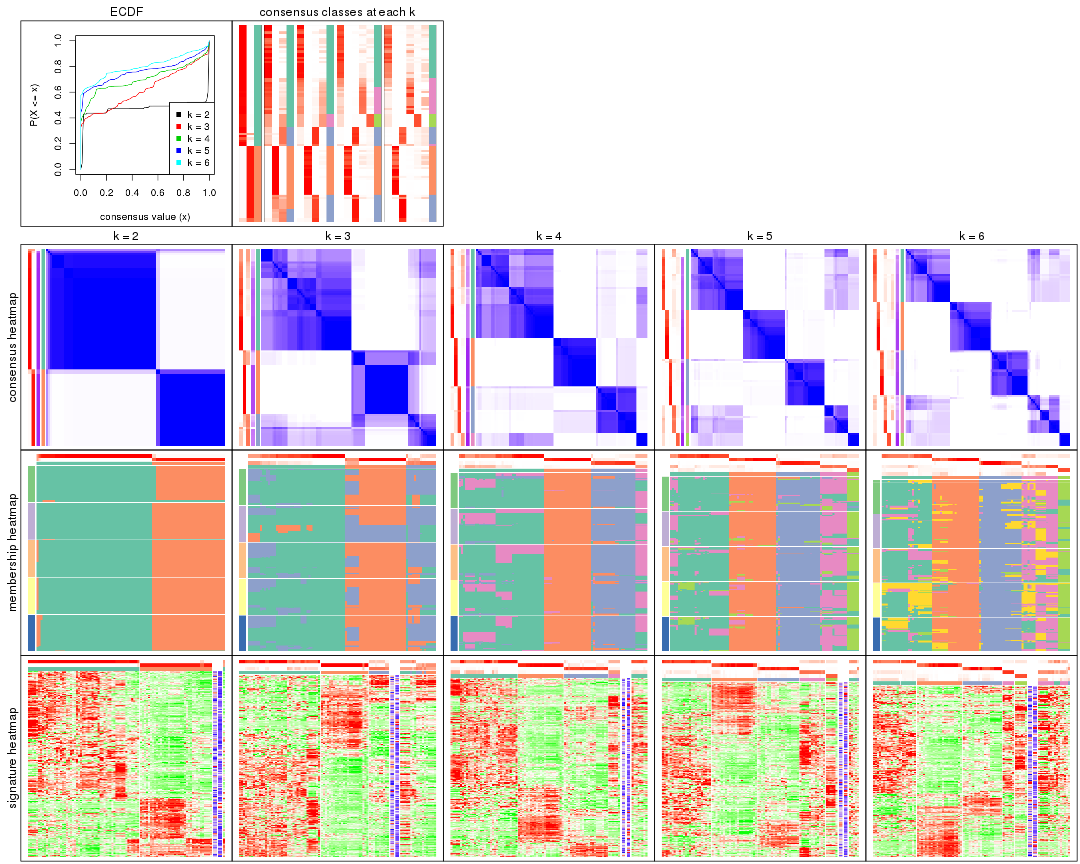 ECDF
consensus classes at each k
P(X <= x)
0.0 0.2 0.4 0.6 0.8 1.0
k = 2
k = 3
k = 4
k = 5
k = 6
0.0 0.2 0.4 0.6 0.8 1.0
consensus value (x)
k = 2
k = 3
k = 4
k = 5
k = 6
consensus heatmap
membership heatmap
signature heatmap